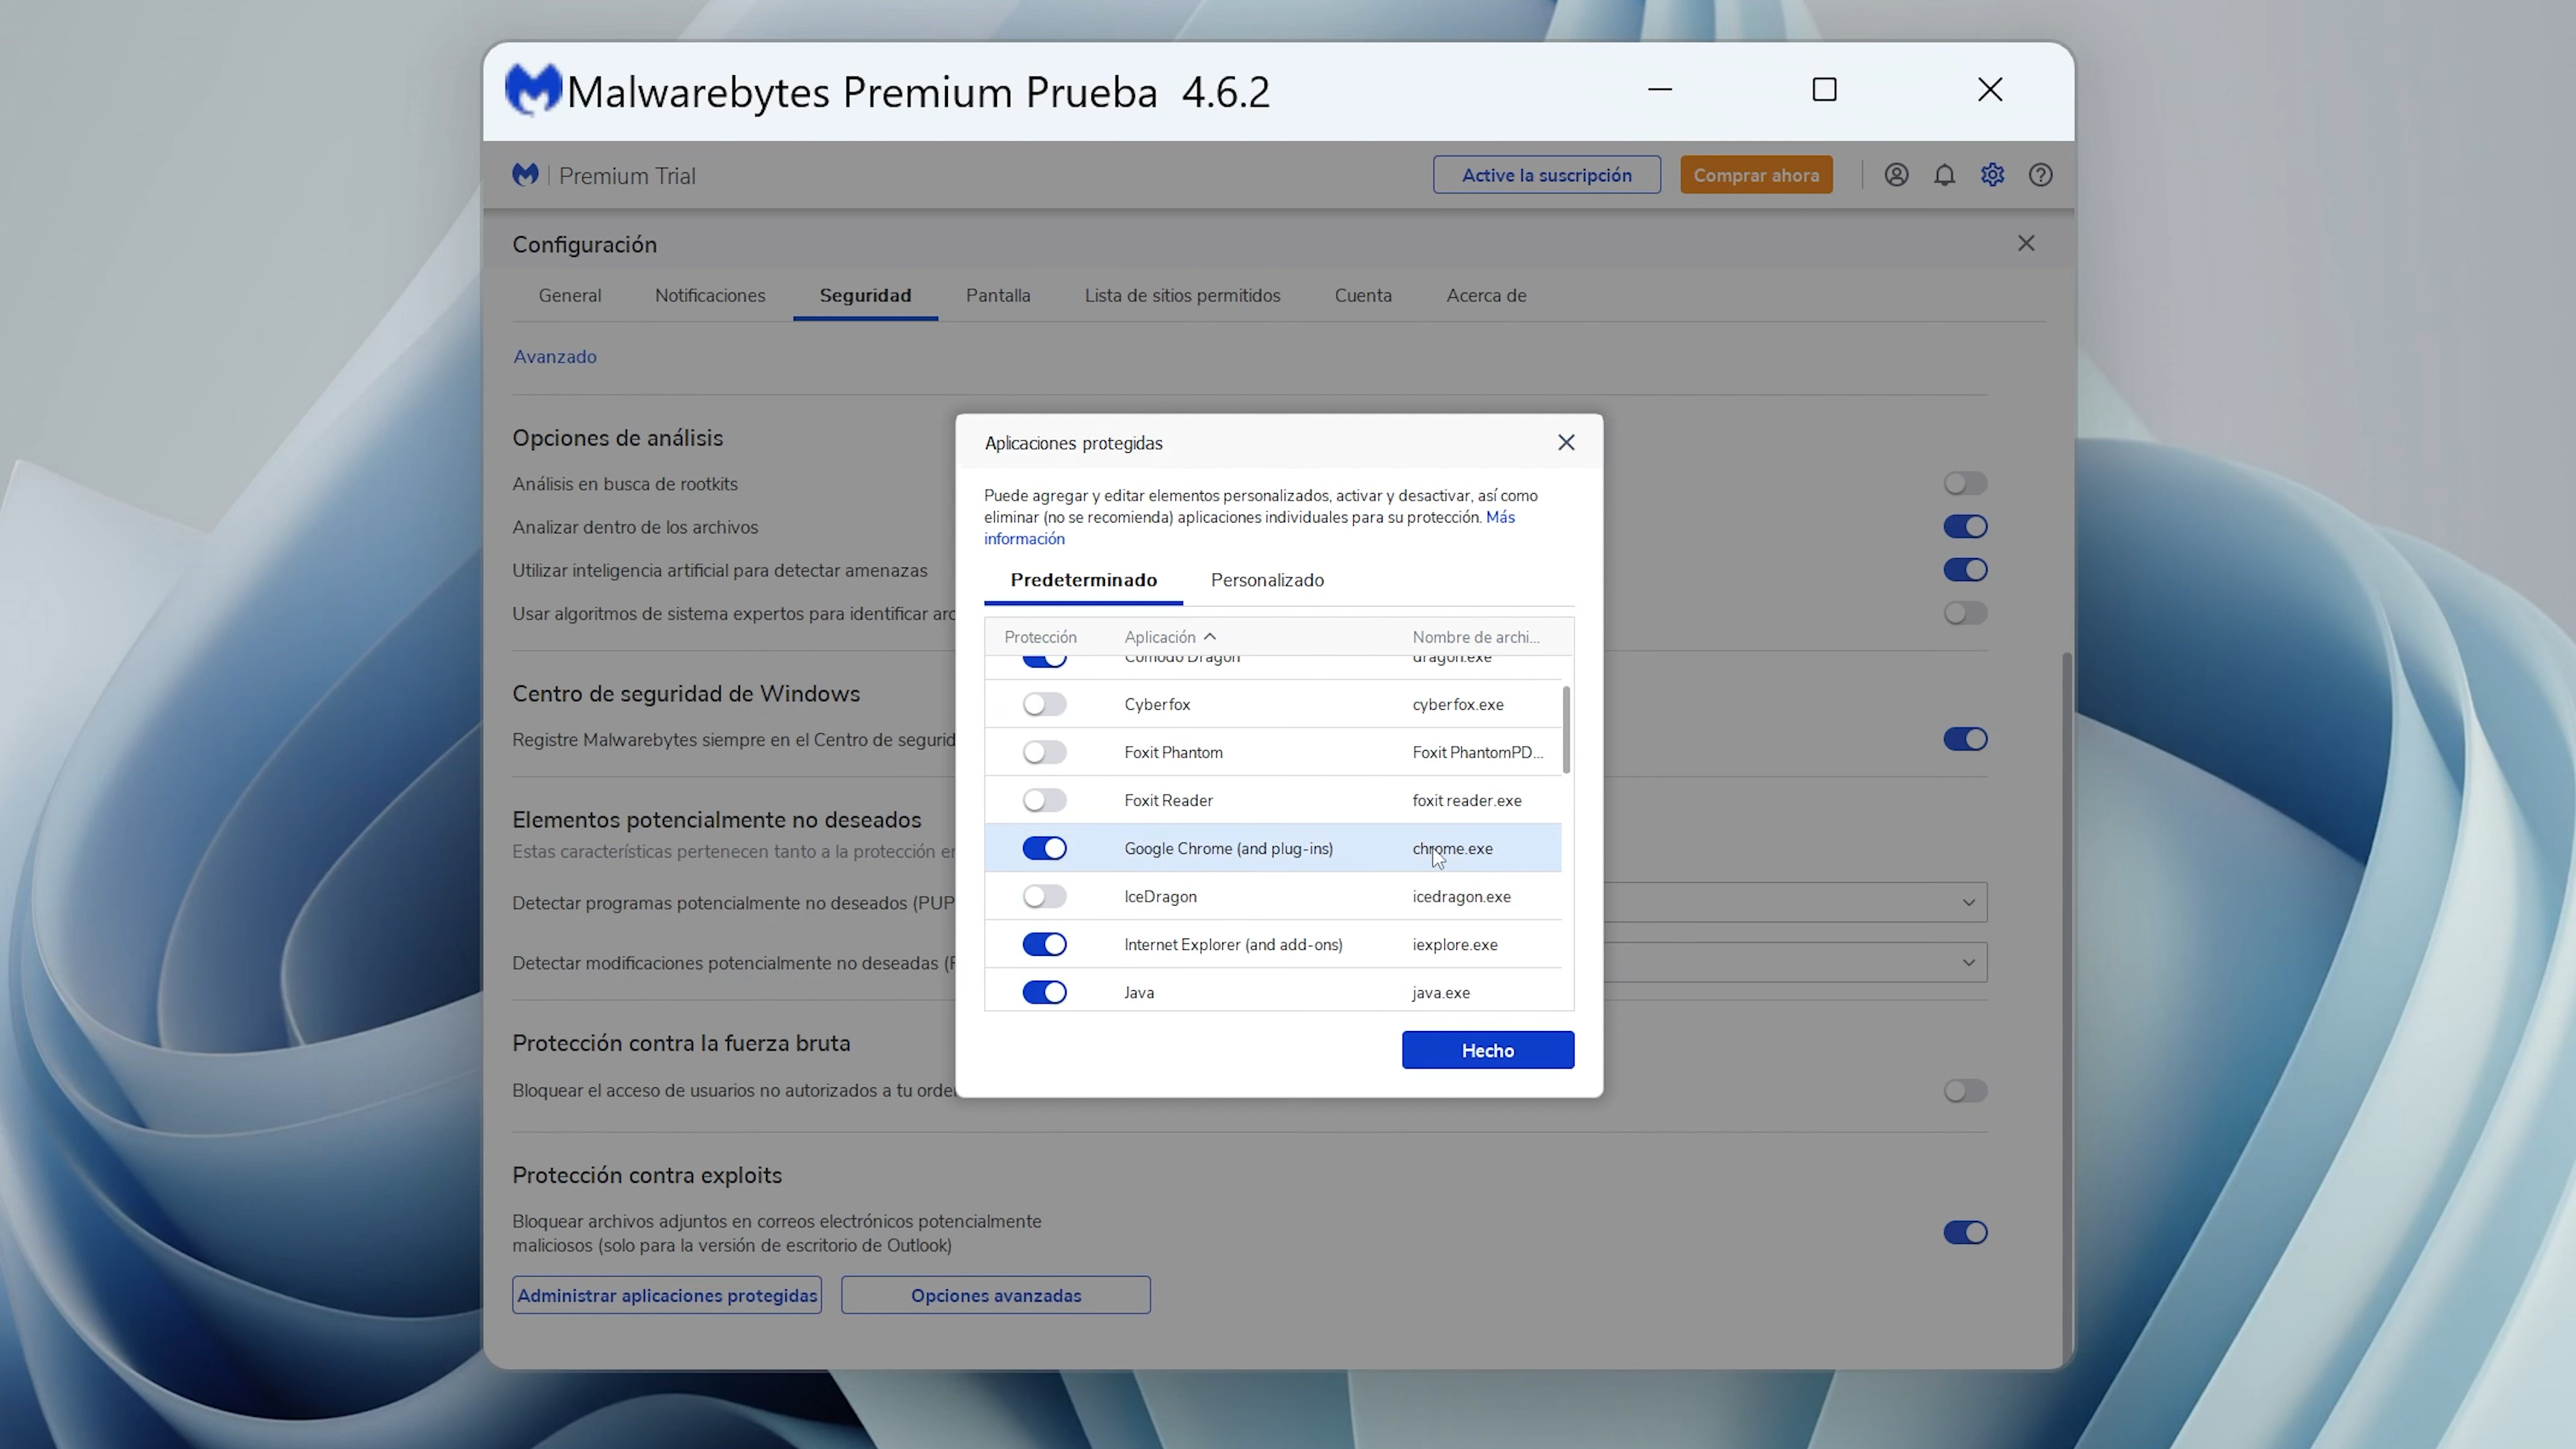 Malwarebytes Premium Prueba 4.6.2
Premium Trial
Active la suscripción
Comprar ahora
Configuración
General
Notificaciones
Seguridad
Pantalla
Lista de sitios permitidos
Cuenta
Acerca de
Avanzado
Opciones de análisis
Análisis en busca de rootkits
Analizar dentro de los archivos
Utilizar inteligencia artificial para detectar amenazas
Usar algoritmos de sistema expertos para identificar
Centro de seguridad de Windows
Registre Malwarebytes siempre en el Centro de
Elementos potencialmente no deseados
Estas características pertenecen tanto a la protección
Detectar programas potencialmente no deseados (PUP
Detectar modificaciones potencialmente no deseadas
Protección contra la fuerza bruta
Bloquear el acceso de usuarios no autorizados a tu
Protección contra exploits
Bloquear archivos adjuntos en correos electrónicos potencialmente
maliciosos (solo para la versión de escritorio de Outlook)
Administrar aplicaciones protegidas
Opciones avanzadas
Aplicaciones protegidas
Puede agregar y editar elementos personalizados, activar y desactivar, así como
eliminar (no se recomienda) aplicaciones individuales para su protección. Más
información
Predeterminado
Personalizado
Protección Aplicación Nombre de archi...
Comodo Dragon dragon.exe
Cyberfox cyberfox.exe
Foxit Phantom Foxit PhantomPD...
Foxit Reader foxit reader.exe
Google Chrome (and plug-ins) chrome.exe
IceDragon icedragon.exe
Internet Explorer (and add-ons) iexplore.exe
Java java.exe
Hecho